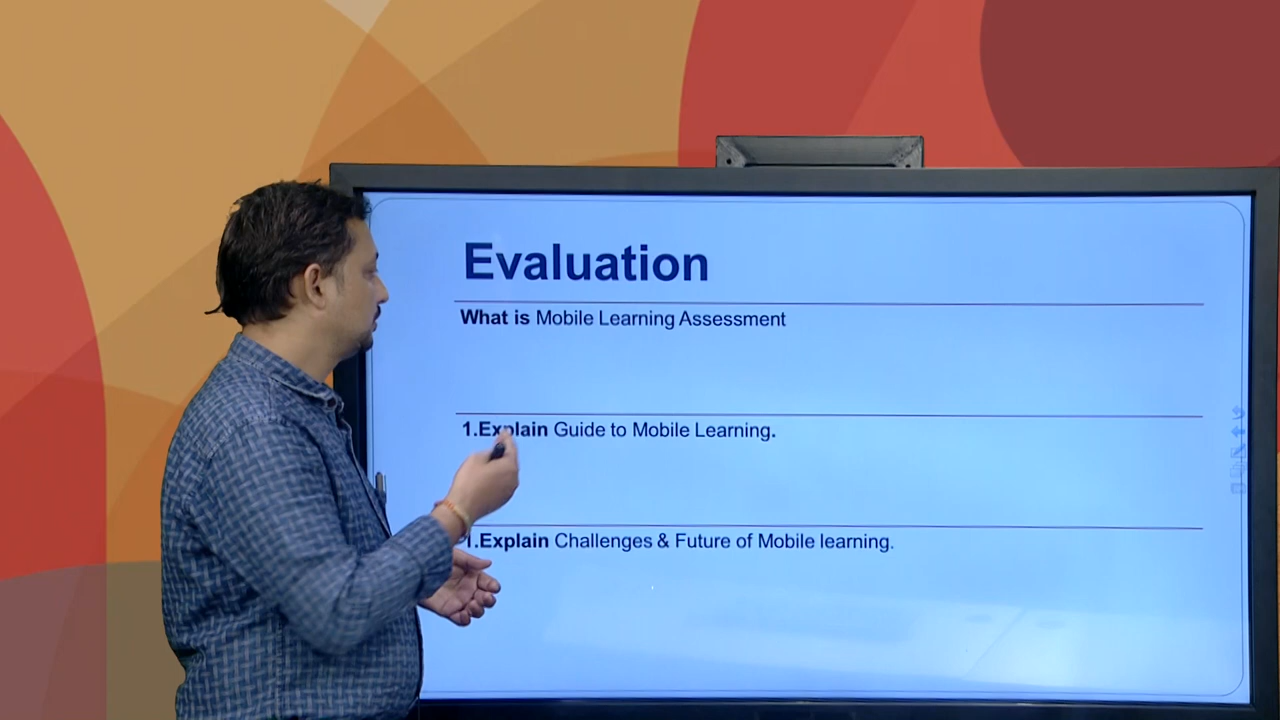 Evaluation
What is Mobile Learning Assessment
1.Explain Guide to Mobile Learning.
1.Explain Challenges & Future of Mobile learning.